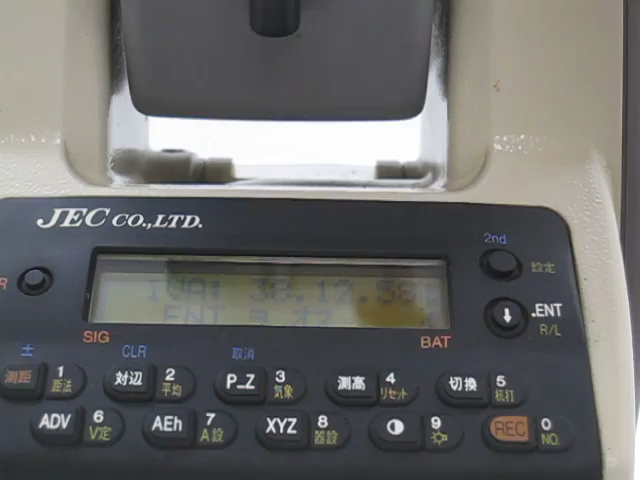 JEC CO.,LTD.
2nd
設定
R
.ENT
R/L
SIG
BAT
± CLR 取消
測距 1 距法 対辺 2 平均 P_Z 3 気象 測高 4 リセット 切換 5 杭打
ADV 6 V定 AEh 7 A設 XYZ 8 器設 9 REC 0 NO.